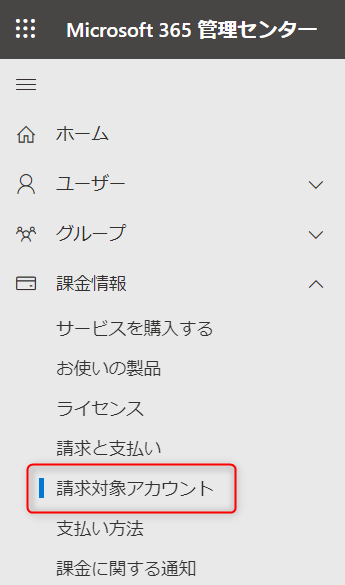 Microsoft 365 管理センター
ホーム
ユーザー
グループ
課金情報
サービスを購入する
お使いの製品
ライセンス
請求と支払い
請求対象アカウント
支払い方法
課金に関する通知